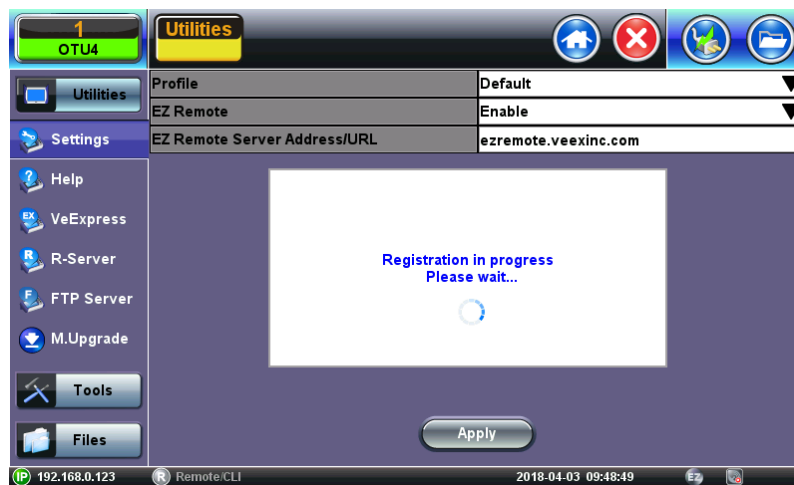 1
OTU4
Utilities
Utilities
Profile
Default
EZ Remote
Enable
EZ Remote Server Address/URL
ezremote.veexinc.com
Settings
? Help
EX VeExpress
R R-Server
F FTP Server
M.Upgrade
Tools
Files
Registration in progress
Please wait...
Apply
IP 192.168.0.123
R Remote/CLI
2018-04-03 09:48:49
EZ